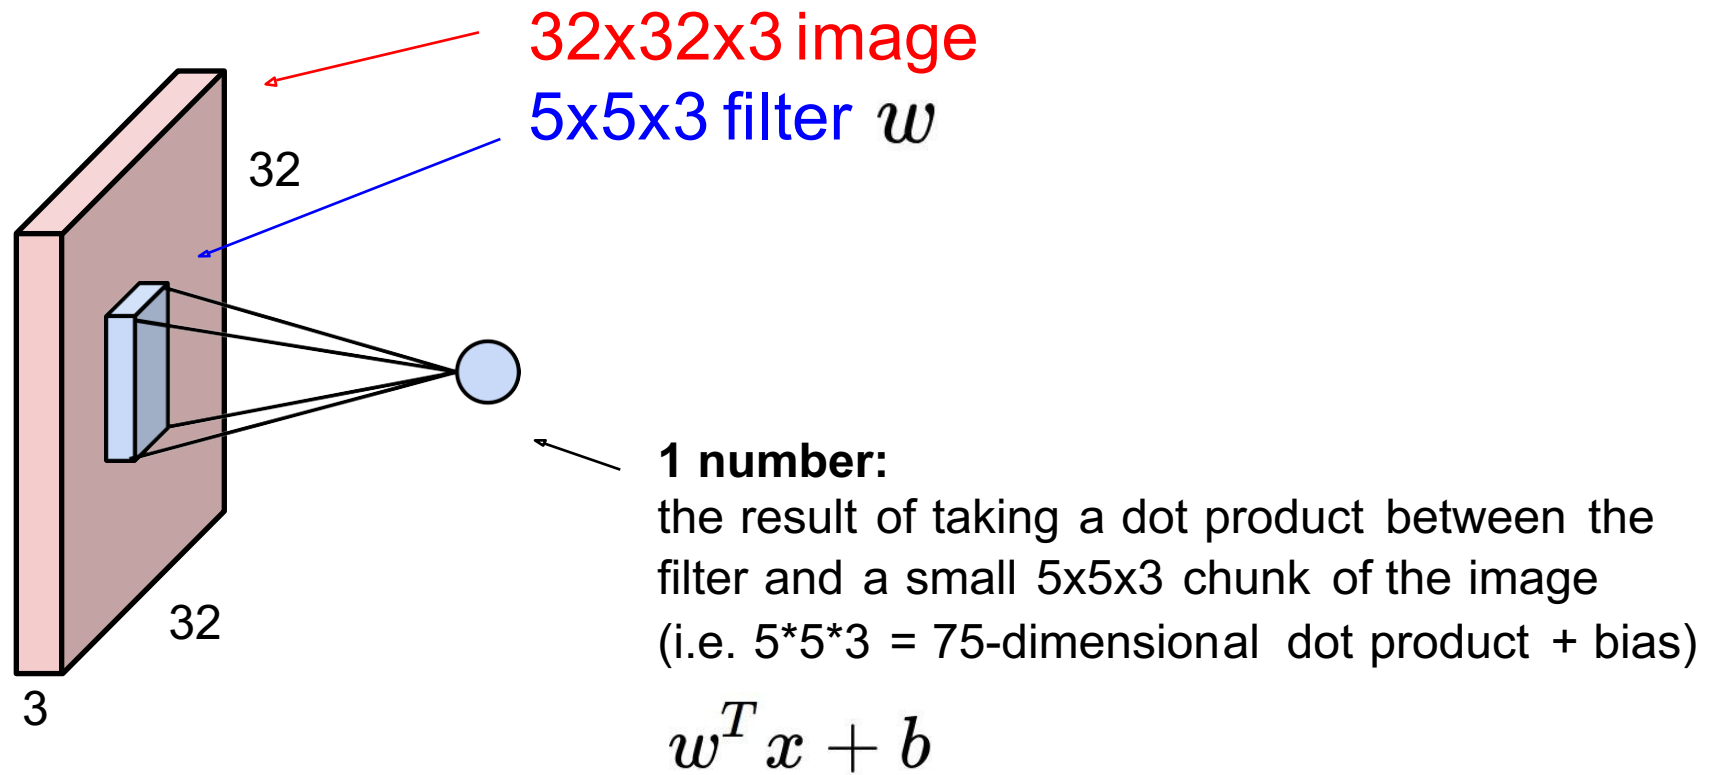 32x32x3 image
5x5x3 filter w
32
32
3
1 number:
the result of taking a dot product between the
filter and a small 5x5x3 chunk of the image
(i.e. 5*5*3 = 75-dimensional dot product + bias)
w^T x + b